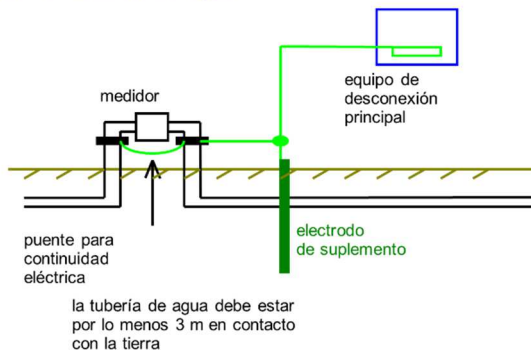 medidor
equipo de
desconexión
principal
puente para
continuidad
eléctrica
electrodo
de suplemento
la tubería de agua debe estar
por lo menos 3 m en contacto
con la tierra